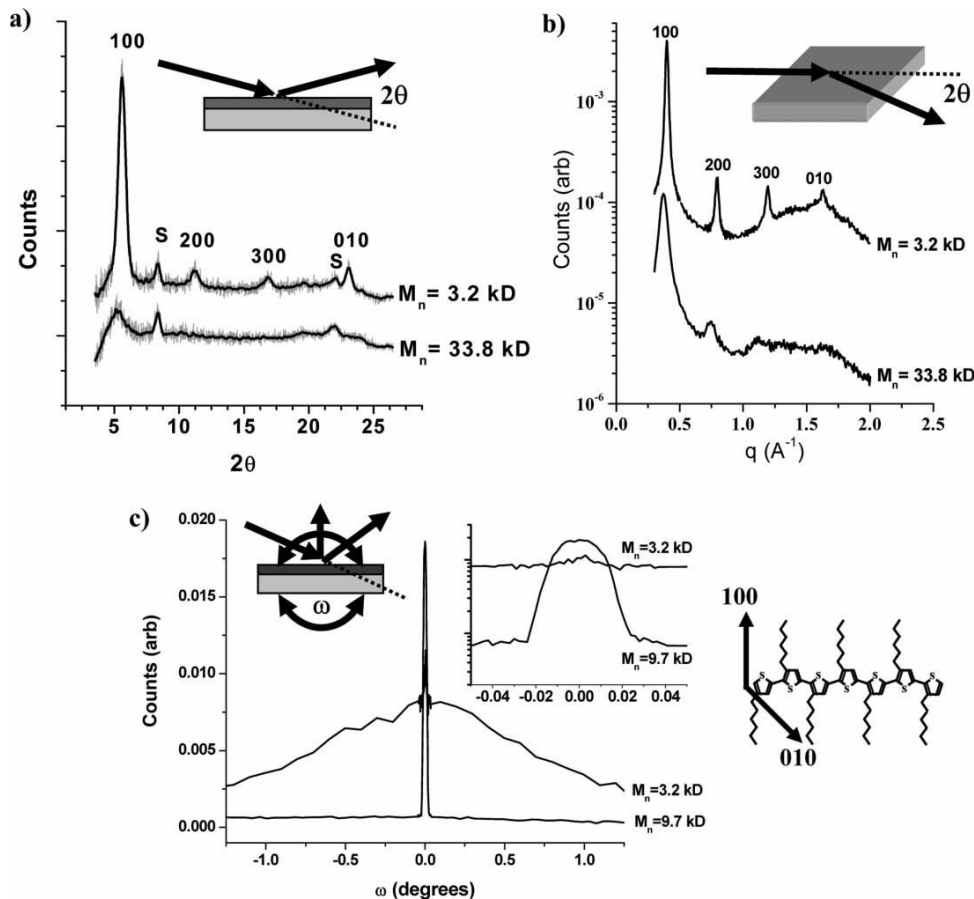 a)
100
2θ
S
200
300
S
010
Mn= 3.2 kD
Mn= 33.8 kD
Counts
5
10
15
20
25
2θ
b)
100
2θ
10-3
200
300
010
10-4
Mn= 3.2 kD
10-5
Mn= 33.8 kD
10-6
Counts (arb)
0.0
0.5
1.0
1.5
2.0
2.5
q (A-1)
c)
0.020
0.015
0.010
0.005
0.000
Counts (arb)
ω
Mn=3.2 kD
Mn=9.7 kD
-0.04
-0.02
0.00
0.02
0.04
Mn=3.2 kD
Mn=9.7 kD
-1.0
-0.5
0.0
0.5
1.0
ω (degrees)
100
S
S
S
S
S
S
S
010